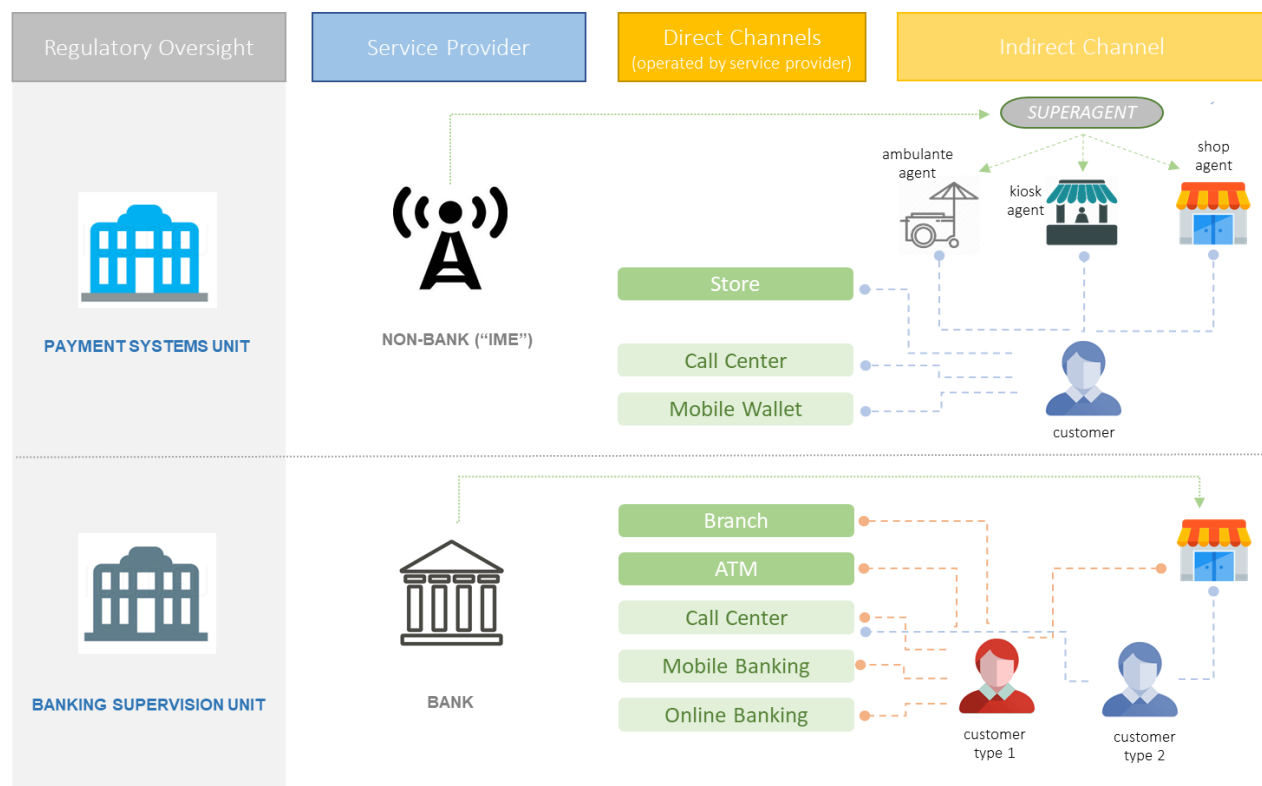 Regulatory Oversight
Service Provider
Direct Channels
(operated by service provider)
Indirect Channel
SUPERAGENT
ambulante
agent
kiosk
agent
shop
agent
PAYMENT SYSTEMS UNIT
NON-BANK (“IME”)
Store
Call Center
Mobile Wallet
customer
BANKING SUPERVISION UNIT
BANK
Branch
ATM
Call Center
Mobile Banking
Online Banking
customer
type 1
customer
type 2